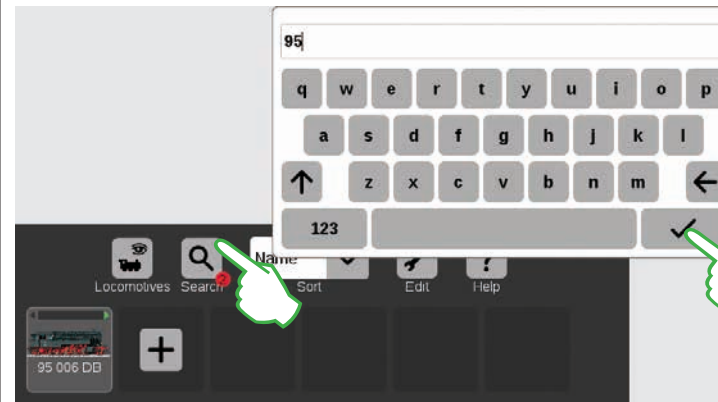 95
q w e r t y u i o p
a s d f g h j k l
z x c v b n m
123
Name
Locomotives Search 2 Sort Edit Help
95 006 DB